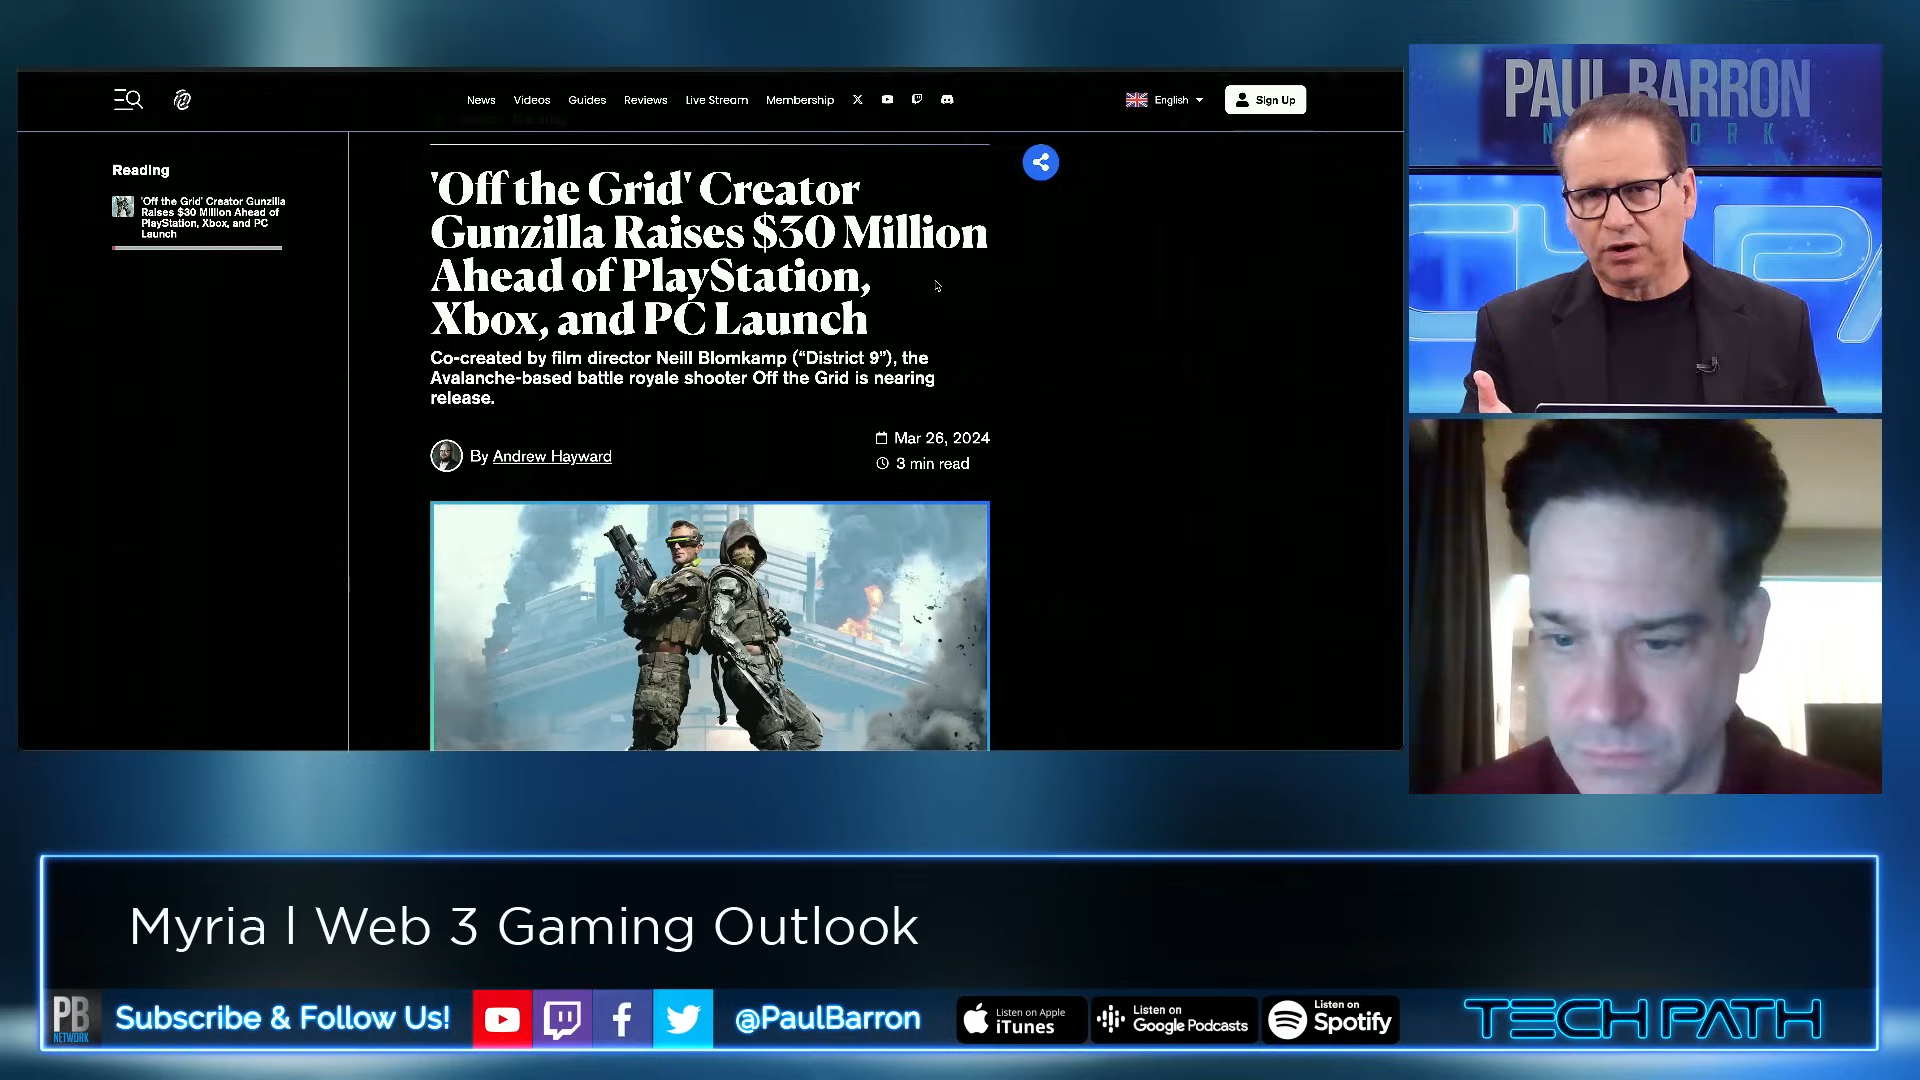 News Videos Guides Reviews Live Stream Membership X English Sign Up
Reading
'Off the Grid' Creator Gunzilla
Raises $30 Million Ahead of
PlayStation, Xbox, and PC
Launch
'Off the Grid' Creator
Gunzilla Raises $30 Million
Ahead of PlayStation,
Xbox, and PC Launch
Co-created by film director Neill Blomkamp (“District 9”), the
Avalanche-based battle royale shooter Off the Grid is nearing
release.
By Andrew Hayward
Mar 26, 2024
3 min read
PAUL BARRON
Myria | Web 3 Gaming Outlook
PB
NETWORK
Subscribe & Follow Us!
@PaulBarron
Listen on Apple
iTunes
Listen on
Google Podcasts
Listen on
Spotify
TECH PATH